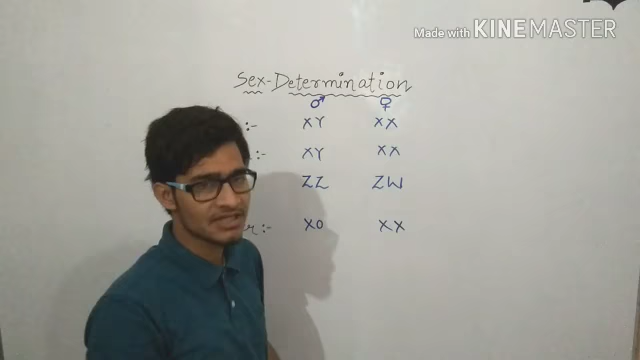 Made with KINEMASTER
Sex-Determination
♂ ♀
:- XY XX
:- XY XX
ZZ ZW
r:- XO XX